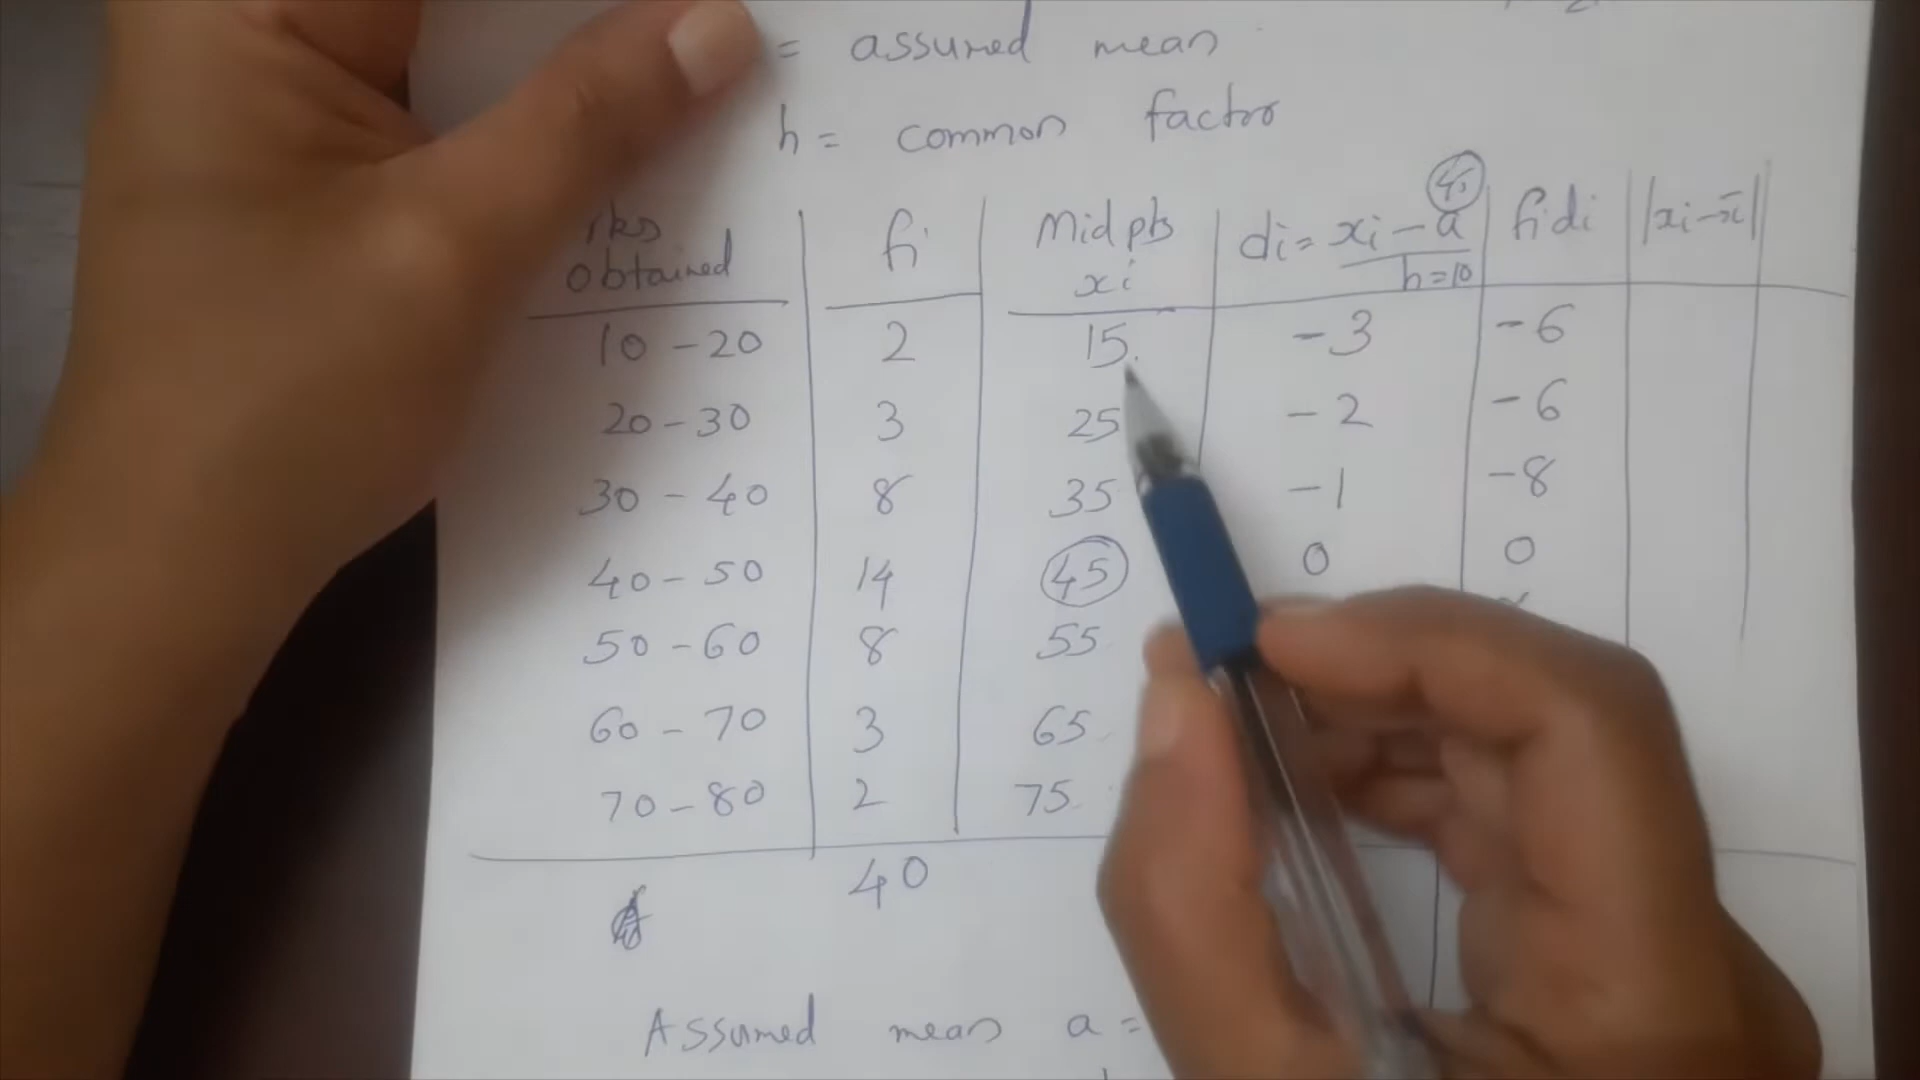 = assumed mean
h = common factor
rks obtained fi Mid pts xi di = xi - a 45 h=10 fidi |xi - x̄|
10 - 20 2 15. -3 -6
20 - 30 3 25 -2 -6
30 - 40 8 35 -1 -8
40 - 50 14 45 0 0
50 - 60 8 55
60 - 70 3 65
70 - 80 2 75
40
Assumed mean a =